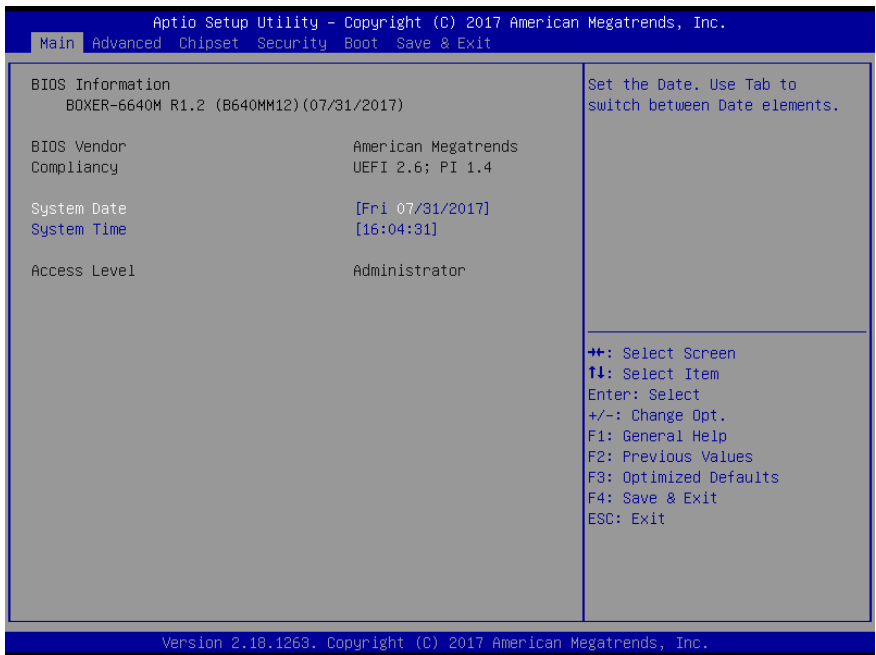 Aptio Setup Utility – Copyright (C) 2017 American Megatrends, Inc.
Main Advanced Chipset Security Boot Save & Exit
BIOS Information
BOXER-6640M R1.2 (B640MM12)(07/31/2017)
BIOS Vendor American Megatrends
Compliancy UEFI 2.6; PI 1.4
System Date [Fri 07/31/2017]
System Time [16:04:31]
Access Level Administrator
Set the Date. Use Tab to
switch between Date elements.
→←: Select Screen
↑↓: Select Item
Enter: Select
+/-: Change Opt.
F1: General Help
F2: Previous Values
F3: Optimized Defaults
F4: Save & Exit
ESC: Exit
Version 2.18.1263. Copyright (C) 2017 American Megatrends, Inc.